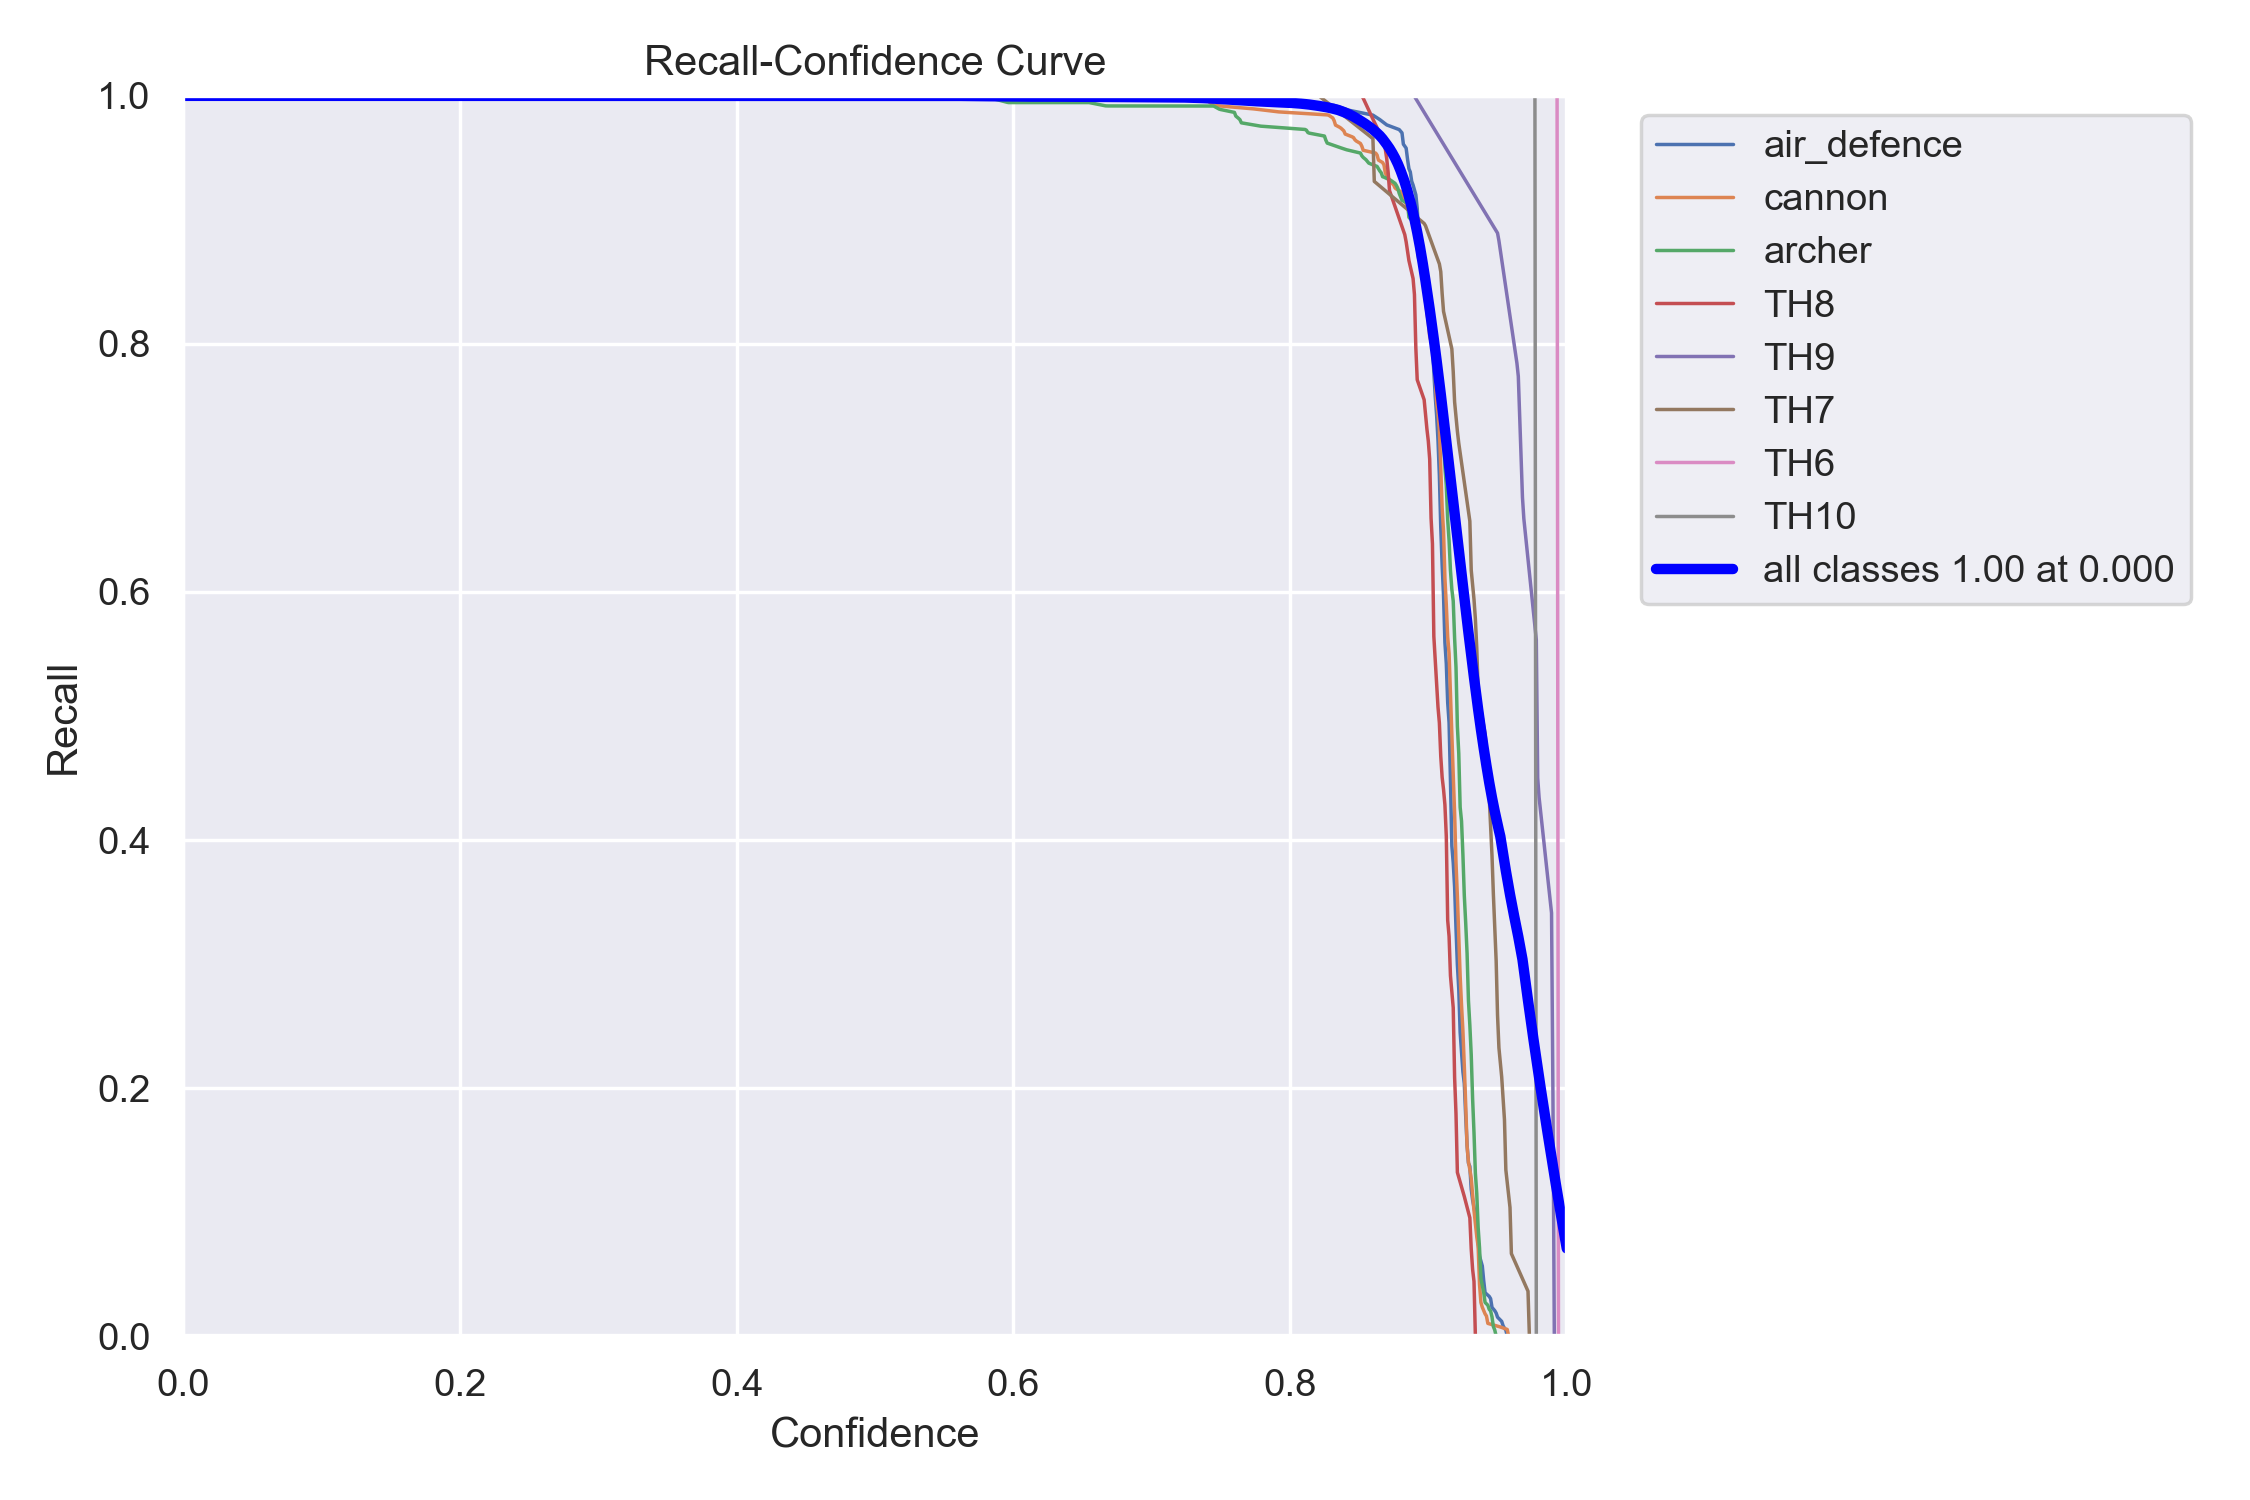 Recall-Confidence Curve
1.0
0.8
0.6
0.4
0.2
0.0
Recall
0.0 0.2 0.4 0.6 0.8 1.0
Confidence
air_defence
cannon
archer
TH8
TH9
TH7
TH6
TH10
all classes 1.00 at 0.000